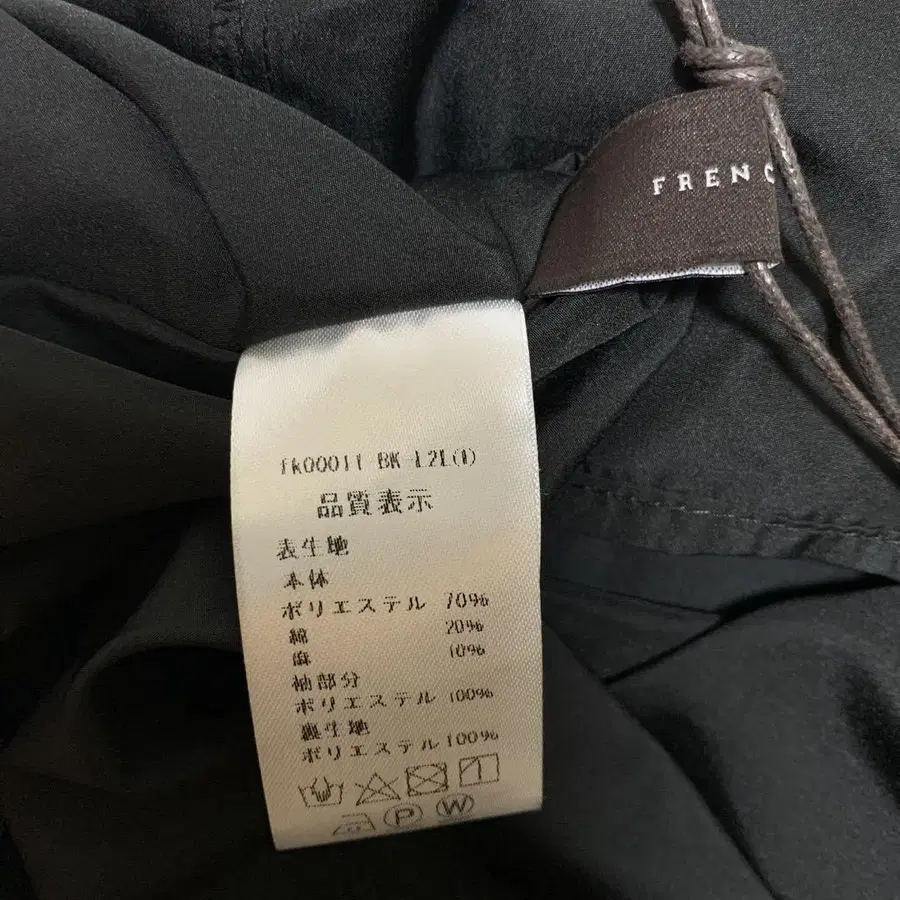 FRENC
fk00011 BK L2L(1)
品質表示
表生地
本体
ポリエステル 70%
綿 20%
麻 10%
袖部分
ポリエステル 100%
裏生地
ポリエステル 100%
P W